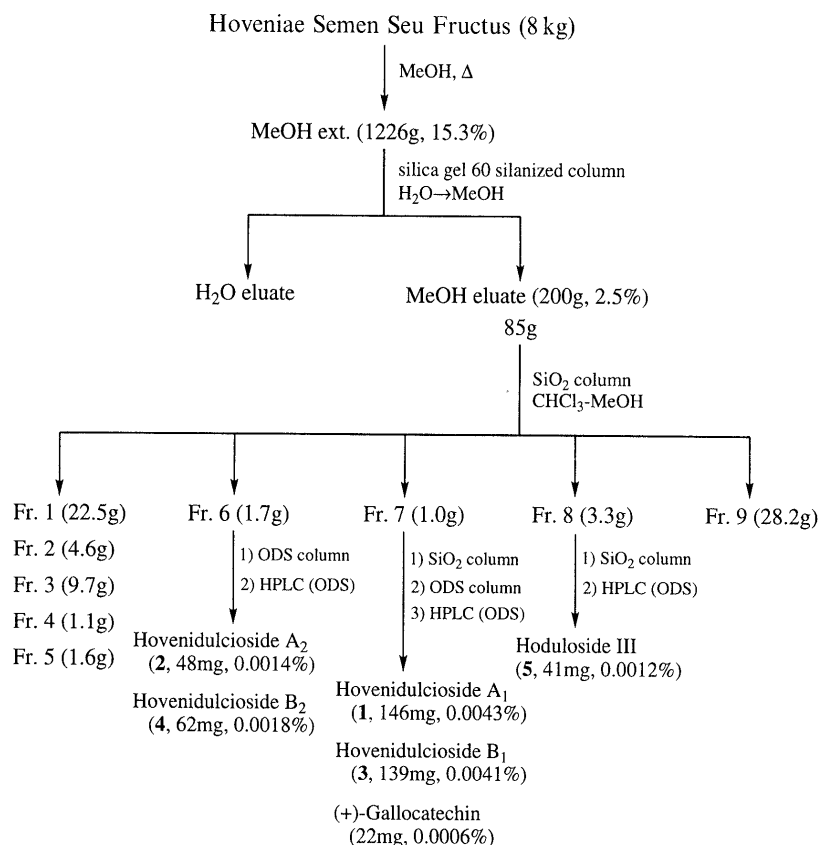 Hoveniae Semen Seu Fructus (8 kg)
MeOH, Δ
MeOH ext. (1226g, 15.3%)
silica gel 60 silanized column
H₂O→MeOH
H₂O eluate
MeOH eluate (200g, 2.5%)
85g
SiO₂ column
CHCl₃-MeOH
Fr. 1 (22.5g)
Fr. 2 (4.6g)
Fr. 3 (9.7g)
Fr. 4 (1.1g)
Fr. 5 (1.6g)
Fr. 6 (1.7g)
1) ODS column
2) HPLC (ODS)
Hovenidulcioside A₂
(2, 48mg, 0.0014%)
Hovenidulcioside B₂
(4, 62mg, 0.0018%)
Fr. 7 (1.0g)
1) SiO₂ column
2) ODS column
3) HPLC (ODS)
Hovenidulcioside A₁
(1, 146mg, 0.0043%)
Hovenidulcioside B₁
(3, 139mg, 0.0041%)
(+)-Gallocatechin
(22mg, 0.0006%)
Fr. 8 (3.3g)
1) SiO₂ column
2) HPLC (ODS)
Hoduloside III
(5, 41mg, 0.0012%)
Fr. 9 (28.2g)